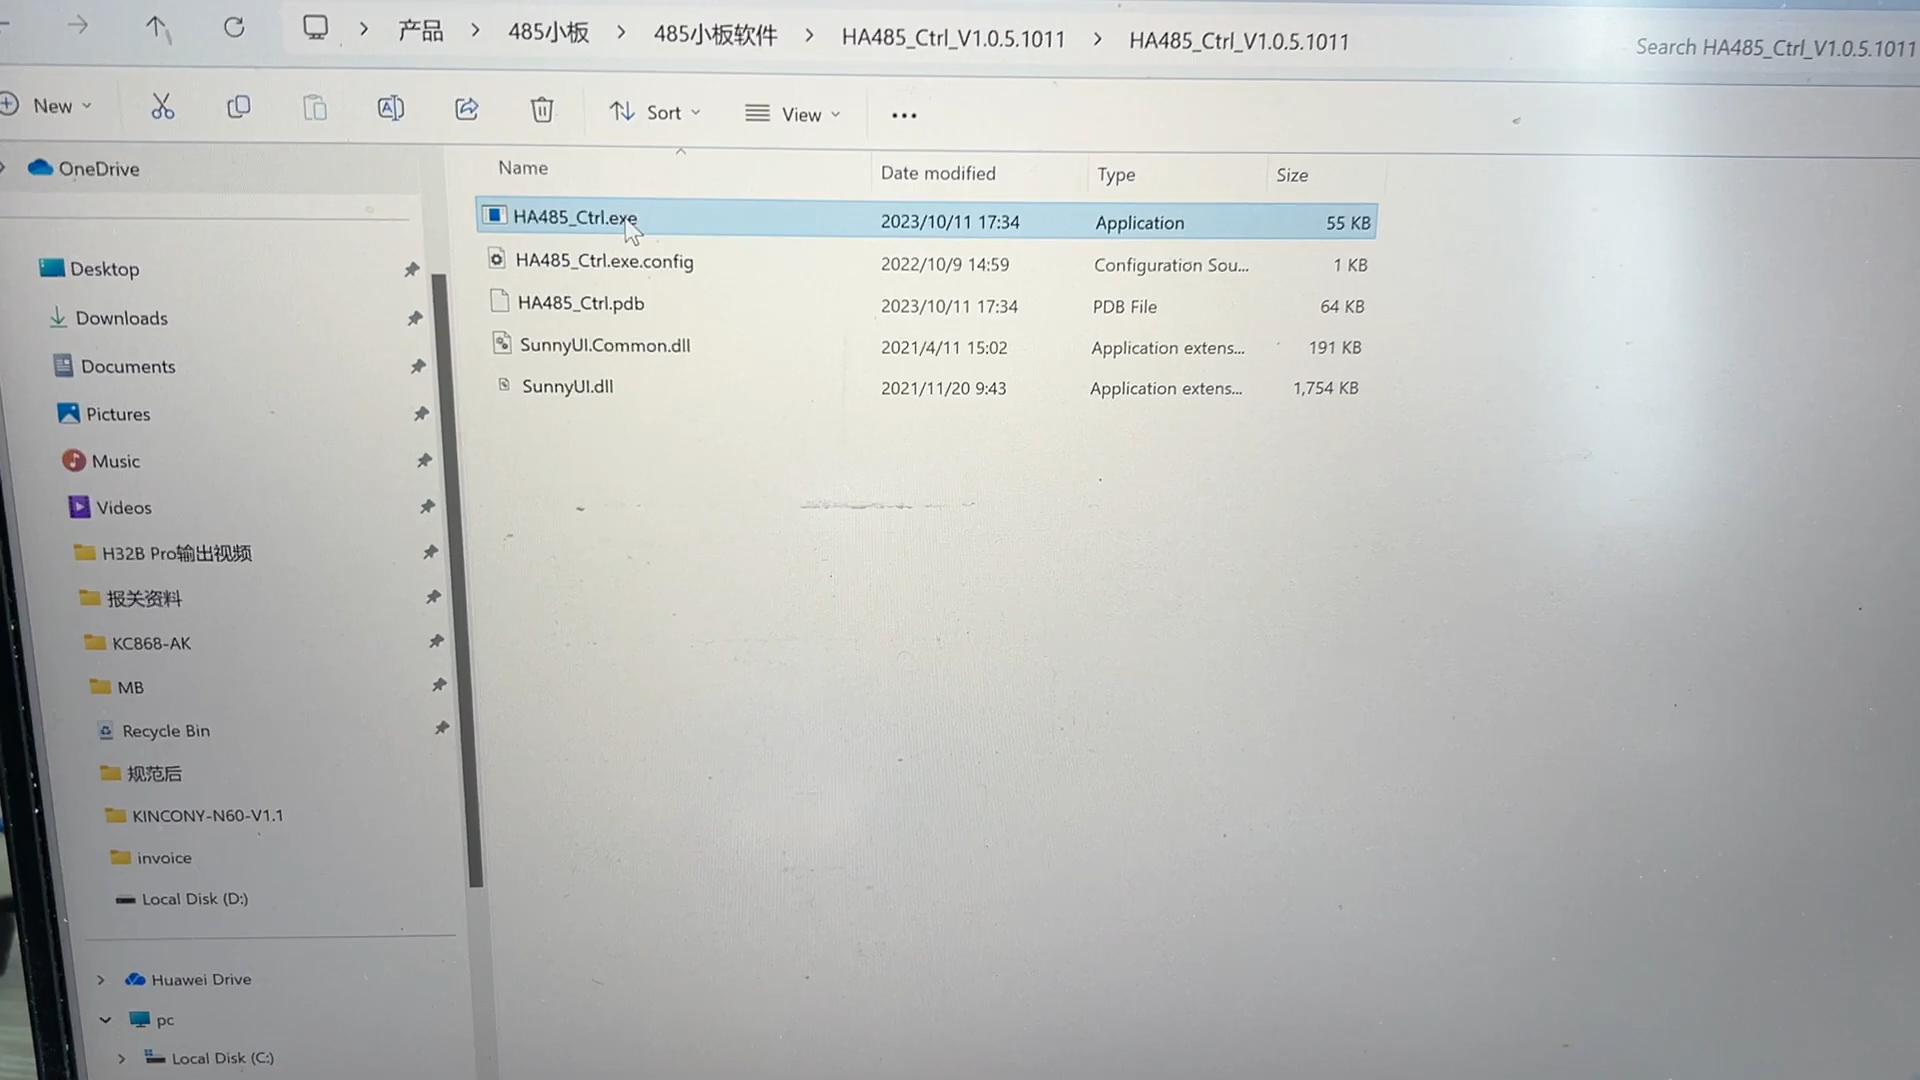 产品 > 485小板 > 485小板软件 > HA485_Ctrl_V1.0.5.1011 > HA485_Ctrl_V1.0.5.1011
Search HA485_Ctrl_V1.0.5.1011
New
Sort
View
OneDrive
Desktop
Downloads
Documents
Pictures
Music
Videos
H32B Pro输出视频
报关资料
KC868-AK
MB
Recycle Bin
规范后
KINCONY-N60-V1.1
invoice
Local Disk (D:)
Huawei Drive
pc
Local Disk (C:)
Name Date modified Type Size
HA485_Ctrl.exe 2023/10/11 17:34 Application 55 KB
HA485_Ctrl.exe.config 2022/10/9 14:59 Configuration Sou... 1 KB
HA485_Ctrl.pdb 2023/10/11 17:34 PDB File 64 KB
SunnyUI.Common.dll 2021/4/11 15:02 Application extens... 191 KB
SunnyUI.dll 2021/11/20 9:43 Application extens... 1,754 KB